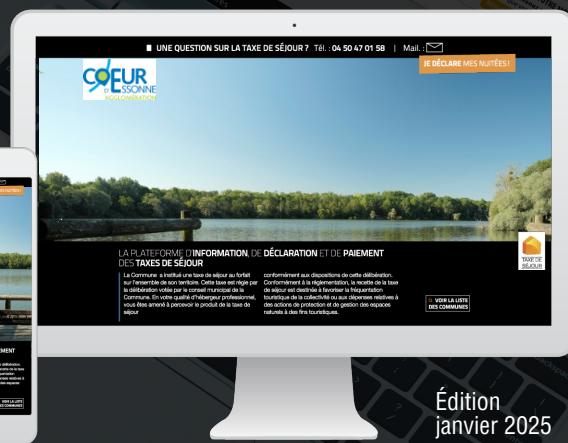 UNE QUESTION SUR LA TAXE DE SÉJOUR ? Tél. : 04 50 47 01 58 | Mail. :
JE DÉCLARE MES NUITÉES !
CŒUR
D'ESSONNE
AGGLOMÉRATION
LA PLATEFORME D'INFORMATION, DE DÉCLARATION ET DE PAIEMENT
DES TAXES DE SÉJOUR
La Commune a institué une taxe de séjour au forfait
sur l'ensemble de son territoire. Cette taxe est régie par
la délibération votée par le conseil municipal de la
Commune. En votre qualité d'hébergeur professionnel,
vous êtes amené à percevoir le produit de la taxe de
séjour
conformément aux dispositions de cette délibération.
Conformément à la règlementation, la recette de la taxe
de séjour est destinée à favoriser la fréquentation
touristique de la collectivité ou aux dépenses relatives à
des actions de protection et de gestion des espaces
naturels à des fins touristiques.
TAXE DE
SÉJOUR
VOIR LA LISTE
DES COMMUNES
Édition
janvier 2025